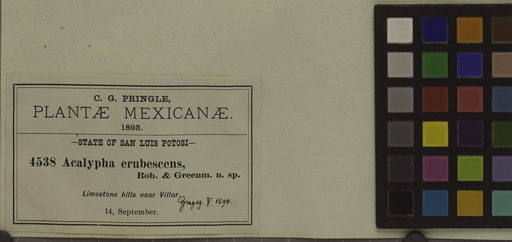 C. G. PRINGLE,
PLANTÆ MEXICANÆ.
1893.
—STATE OF SAN LUIS POTOSI—
4538 Acalypha erubescens,
Rob. & Greenm. n. sp.
Limestone hills near Villar.
V. 1894.
14, September.